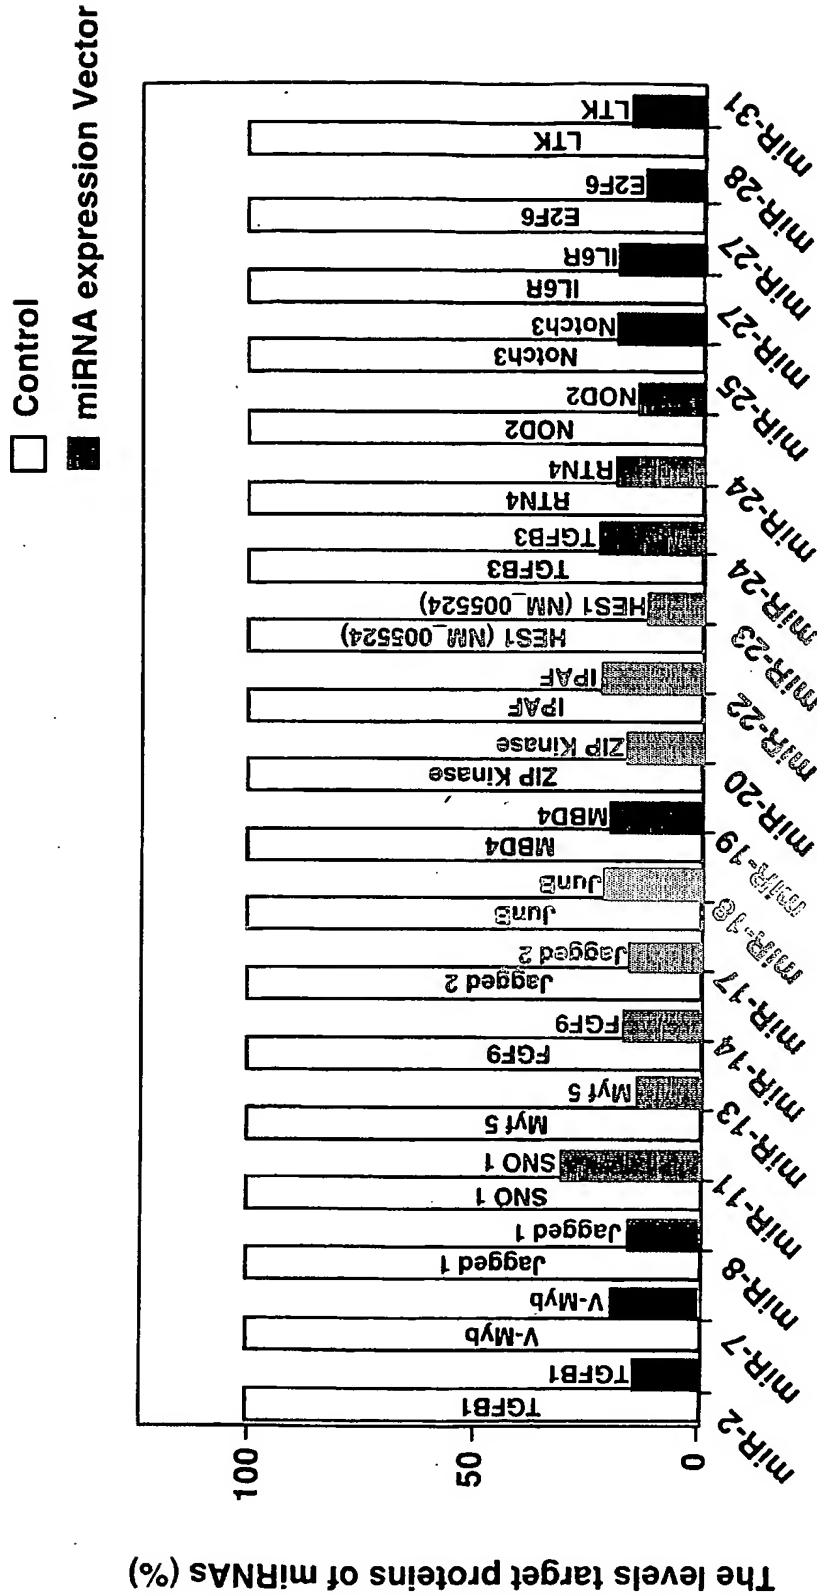 Control
miRNA expression Vector
The levels target proteins of miRNAs (%)
100
50
0
TGFB1
TGFB1
V-Myb
V-Myb
Jagged 1
Jagged 1
SNO 1
SNO 1
Myf 5
Myf 5
FGF9
FGF9
Jagged 2
Jagged 2
JunB
JunB
MBD4
MBD4
ZIP Kinase
ZIP Kinase
IPAF
IPAF
HES1 (NM_005524)
HES1 (NM_005524)
TGFB3
TGFB3
RTN4
RTN4
NOD2
NOD2
Notch3
Notch3
IL6R
IL6R
E2F6
E2F6
LTK
LTK
miR-2
miR-7
miR-8
miR-11
miR-13
miR-14
miR-17
miR-18
miR-19
miR-20
miR-22
miR-23
miR-24
miR-24
miR-25
miR-27
miR-27
miR-28
miR-31